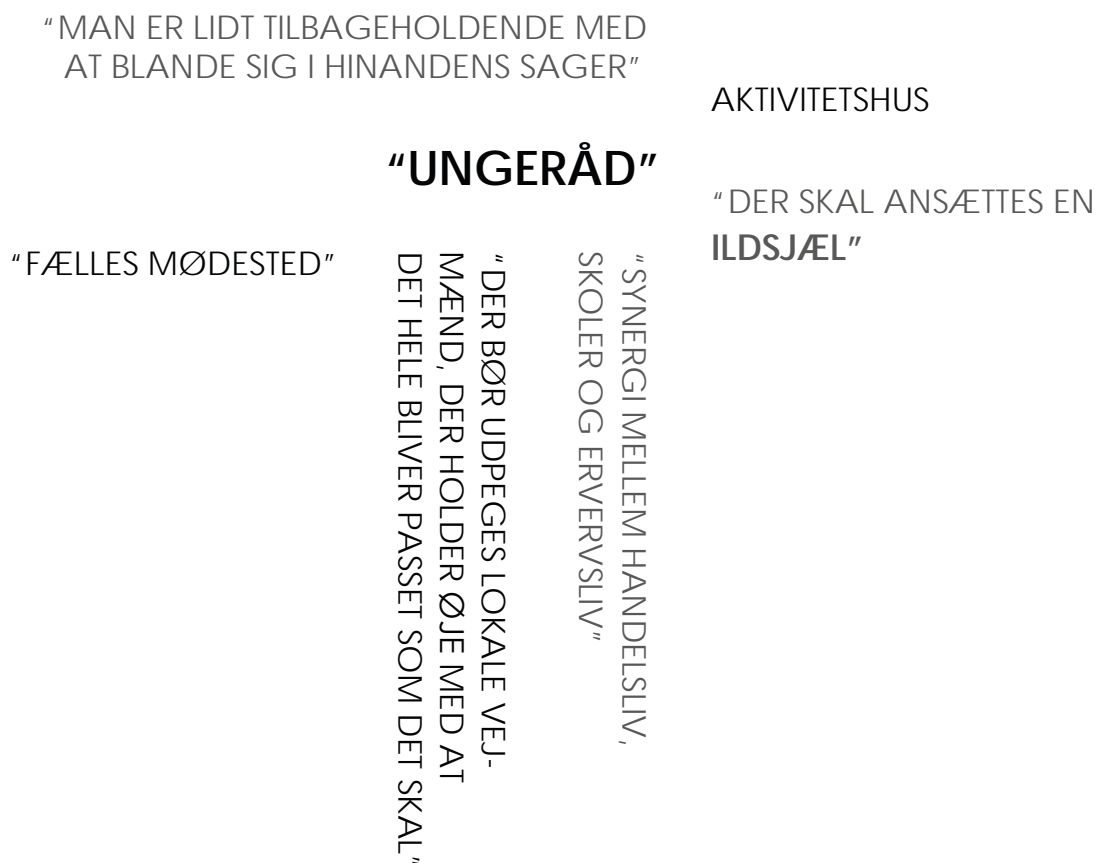 “MAN ER LIDT TILBAGEHOLDENDE MED
AT BLANDE SIG I HINANDENS SAGER”
AKTIVITETSHUS
“UNGERÅD”
“DER SKAL ANSÆTTES EN
ILDSJÆL”
“FÆLLES MØDESTED”
“DER BØR UDPEGES LOKALE VEJ-
MÆND, DER HOLDER ØJE MED AT
DET HELE BLIVER PASSET SOM DET SKAL”
“SYNERGI MELLEM HANDELSLIV,
SKOLER OG ERVERVSLIV”